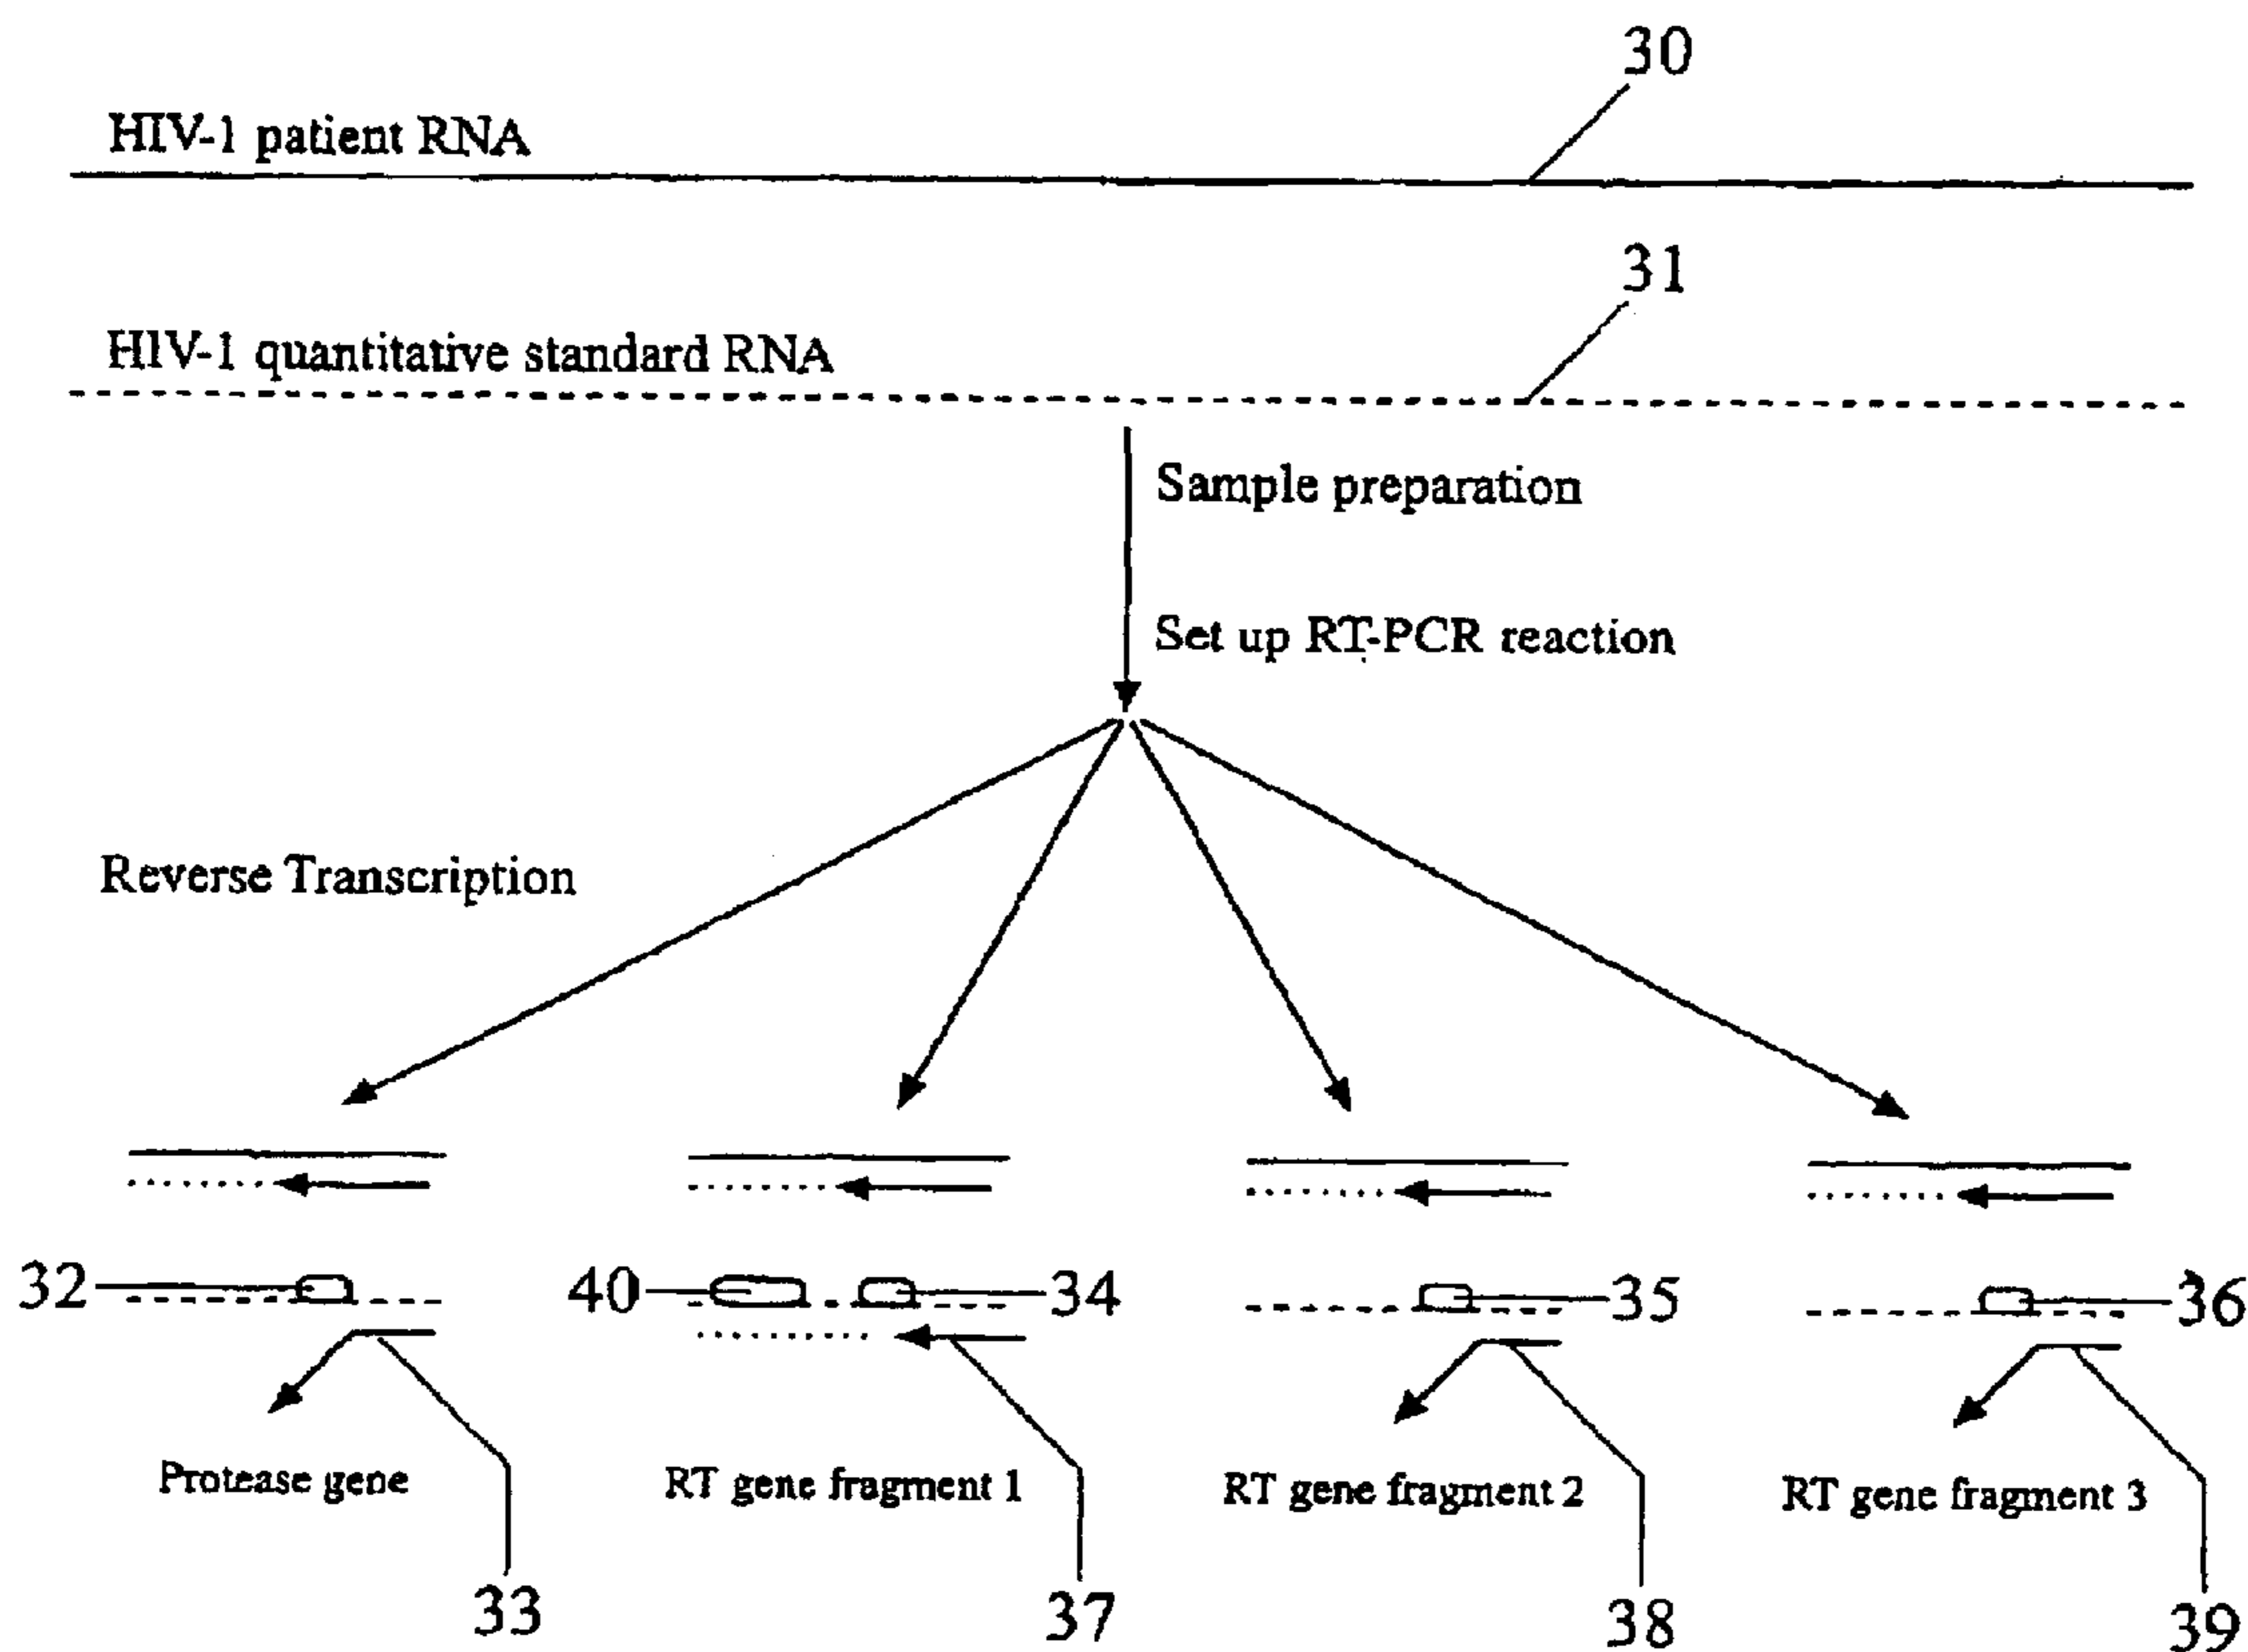 30
HIV-1 patient RNA
31
HIV-1 quantitative standard RNA
Sample preparation
Set up RT-PCR reaction
Reverse Transcription
32
40
34
35
36
Protease gene
RT gene fragment 1
RT gene fragment 2
RT gene fragment 3
33
37
38
39